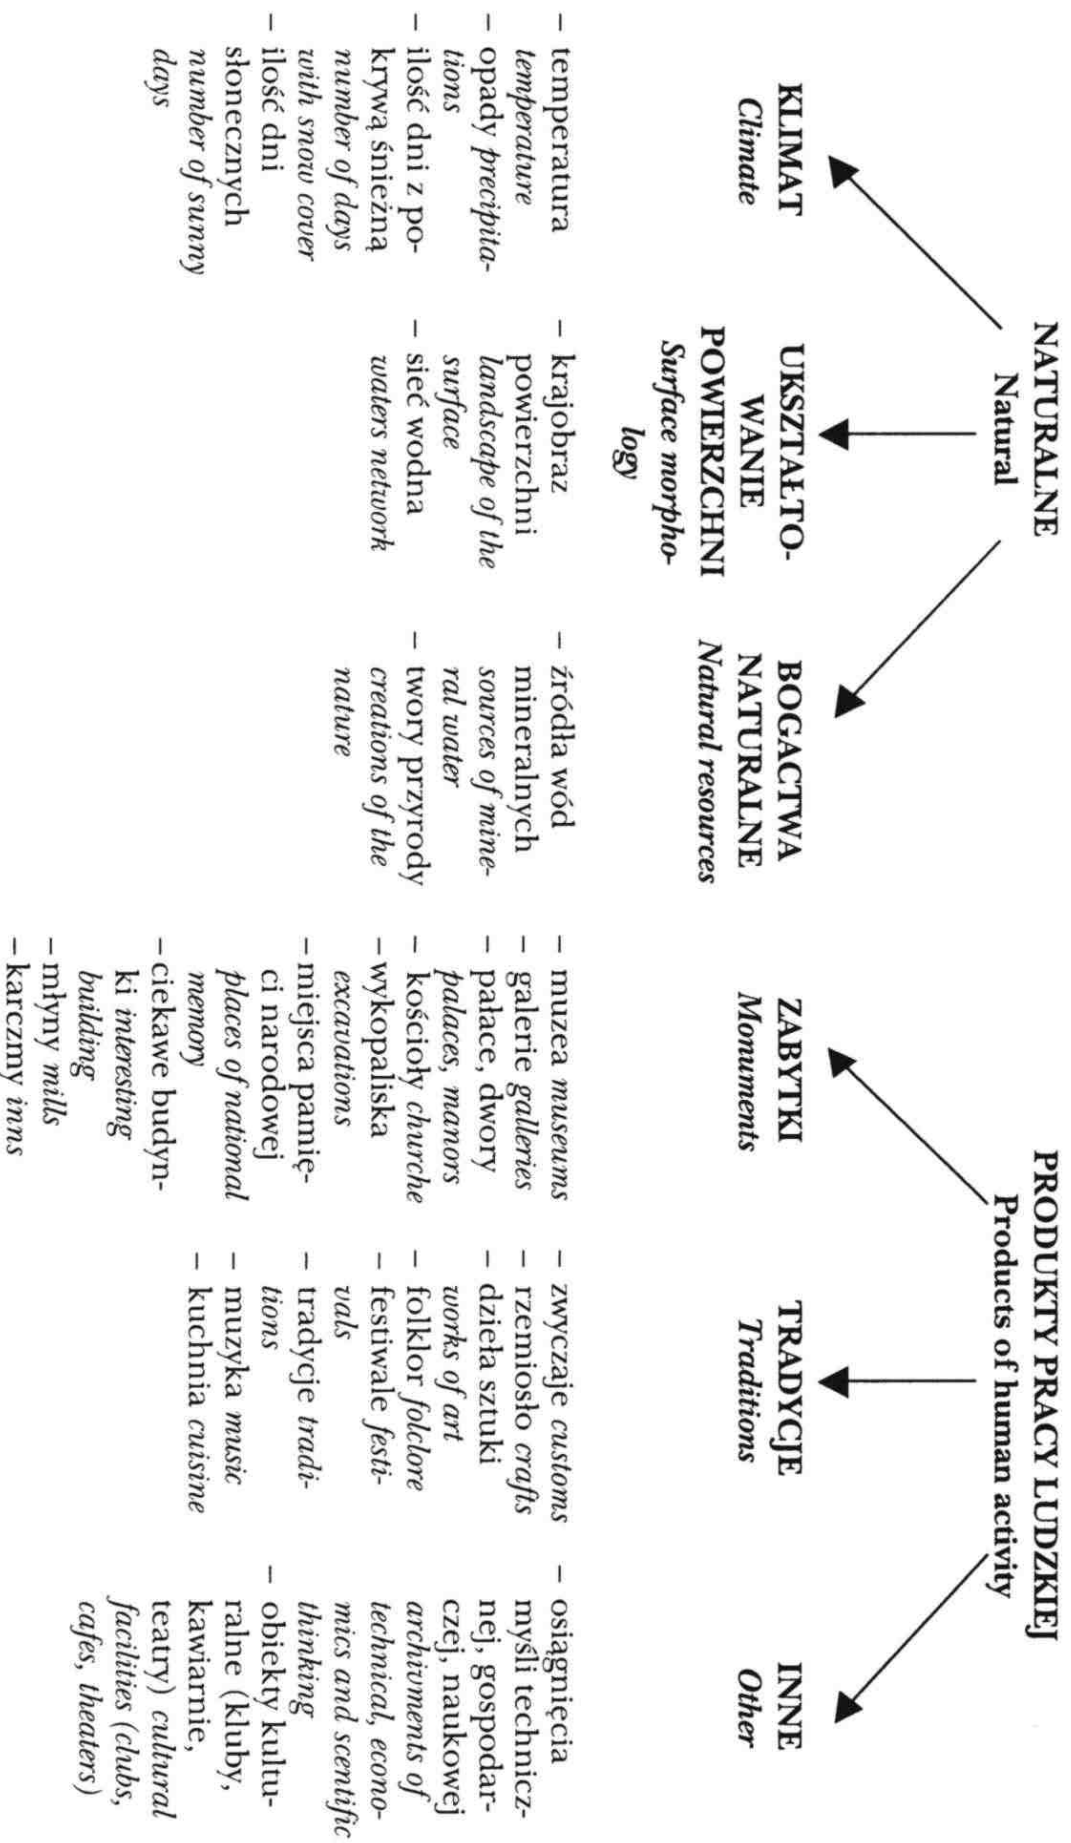 NATURALNE
Natural
KLIMAT
Climate
– temperatura
temperature
– opady precipita-
tions
– ilość dni z po-
krywą śnieżną
number of days
with snow cover
– ilość dni
słonecznych
number of sunny
days
UKSZTAŁTO-
WANIE
POWIERZCHNI
Surface morpho-
logy
– krajobraz
powierzchni
landscape of the
surface
– sieć wodna
waters network
BOGACTWA
NATURALNE
Natural resources
– źródła wód
mineralnych
sources of mine-
ral water
– twory przyrody
creations of the
nature
PRODUKTY PRACY LUDZKIEJ
Products of human activity
ZABYTKI
Monuments
– muzea museums
– galerie galleries
– pałace, dwory
palaces, manors
– kościoły churche
– wykopaliska
excavations
– miejsca pamię-
ci narodowej
places of national
memory
– ciekawe budyn-
ki interesting
building
– młyny mills
– karczmy inns
TRADYCJE
Traditions
– zwyczaje customs
– rzemiosło crafts
– dzieła sztuki
works of art
– folklor folclore
– festiwale festi-
vals
– tradycje tradi-
tions
– muzyka music
– kuchnia cuisine
INNE
Other
– osiągnięcia
myśli technicz-
nej, gospodar-
czej, naukowej
archivments of
technical, econo-
mics and scentific
thinking
– obiekty kultu-
ralne (kluby,
kawiarnie,
teatry) cultural
facilities (clubs,
cafes, theaters)